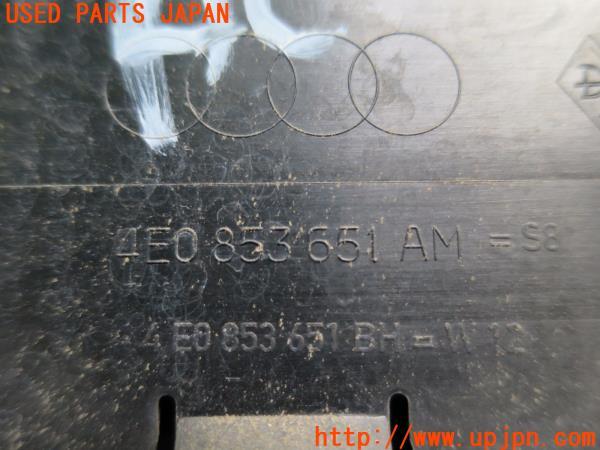 USED PARTS JAPAN
4E0 853 651 AM = S8
4 E0 853 651 BH = W 12
http://www.upjpn.com